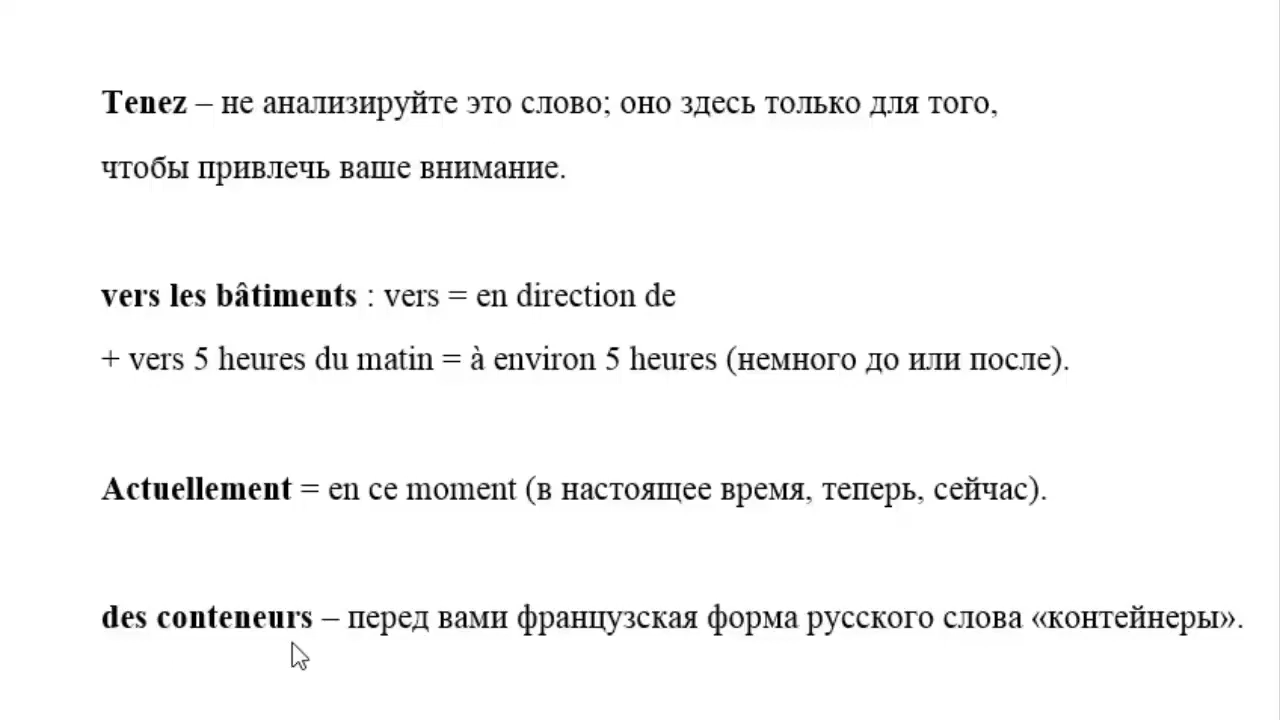 Tenez – не анализируйте это слово; оно здесь только для того,
чтобы привлечь ваше внимание.
vers les bâtiments : vers = en direction de
+ vers 5 heures du matin = à environ 5 heures (немного до или после).
Actuellement = en ce moment (в настоящее время, теперь, сейчас).
des conteneurs – перед вами французская форма русского слова «контейнеры».